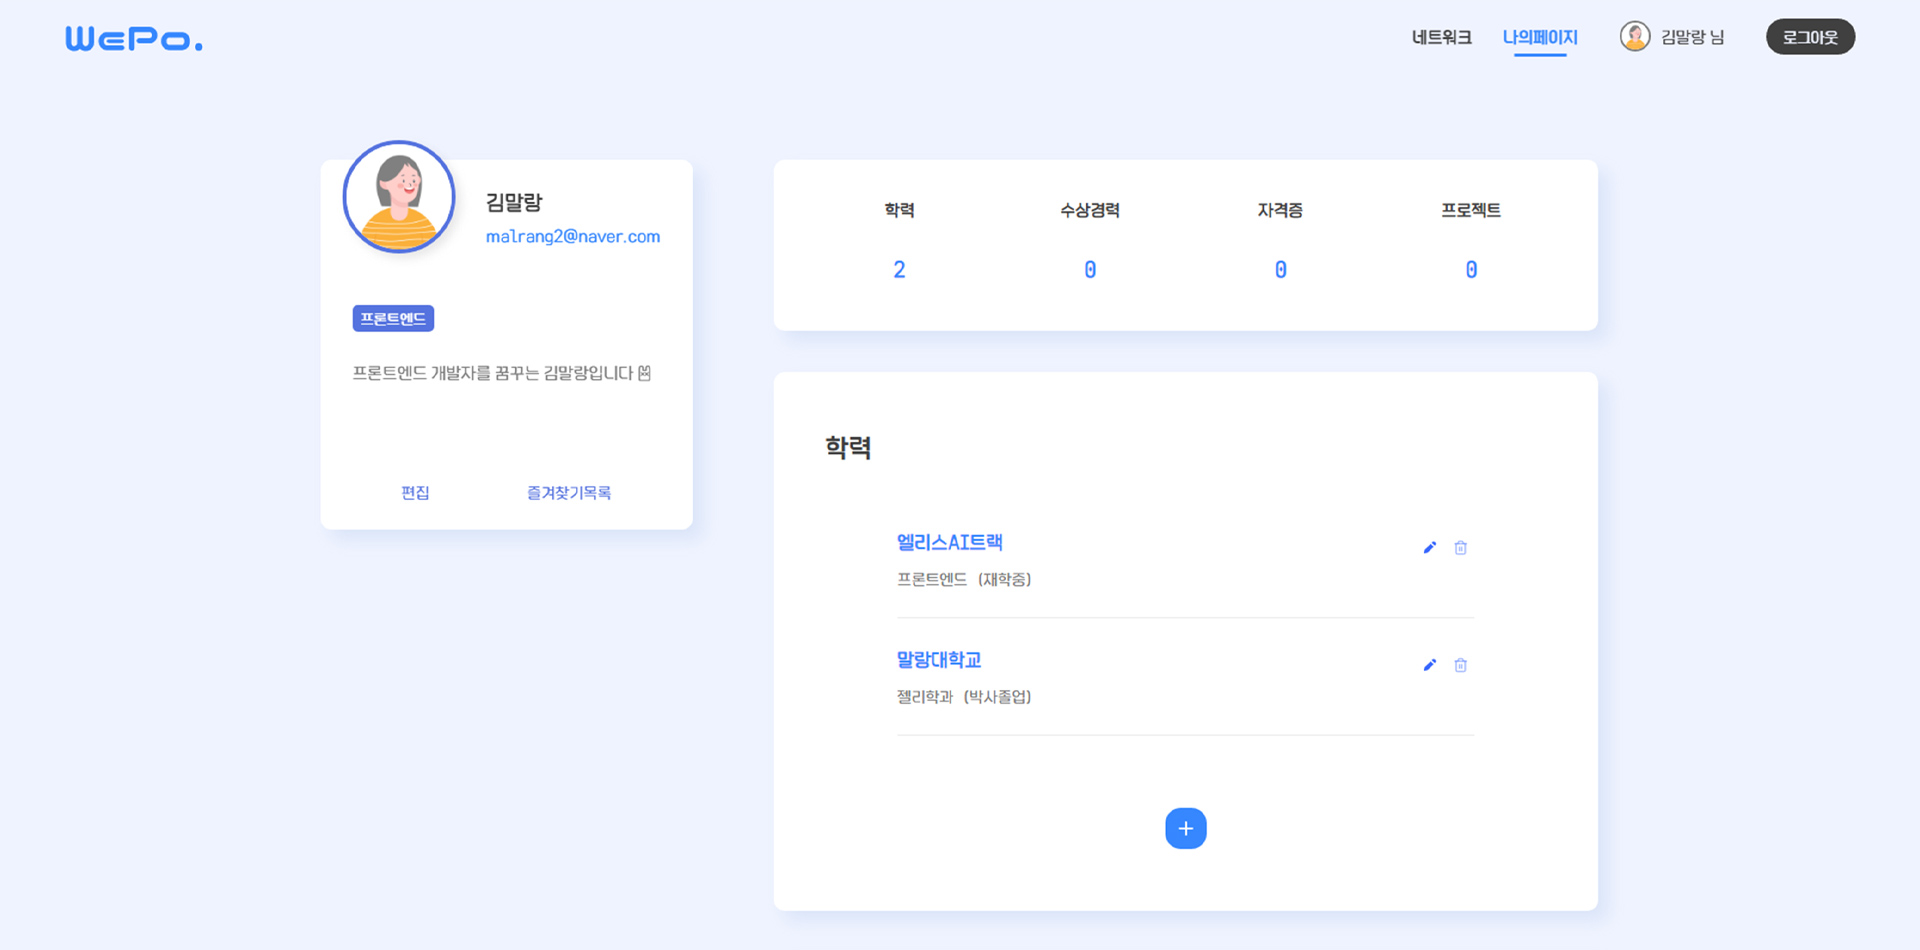 WePo.
네트워크
나의페이지
김말랑 님
로그아웃
김말랑
malrang2@naver.com
프론트엔드
프론트엔드 개발자를 꿈꾸는 김말랑입니다 🐰
편집
즐겨찾기목록
학력 수상경력 자격증 프로젝트
2 0 0 0
학력
엘리스AI트랙
프론트엔드 (재학중)
말랑대학교
젤리학과 (박사졸업)
+